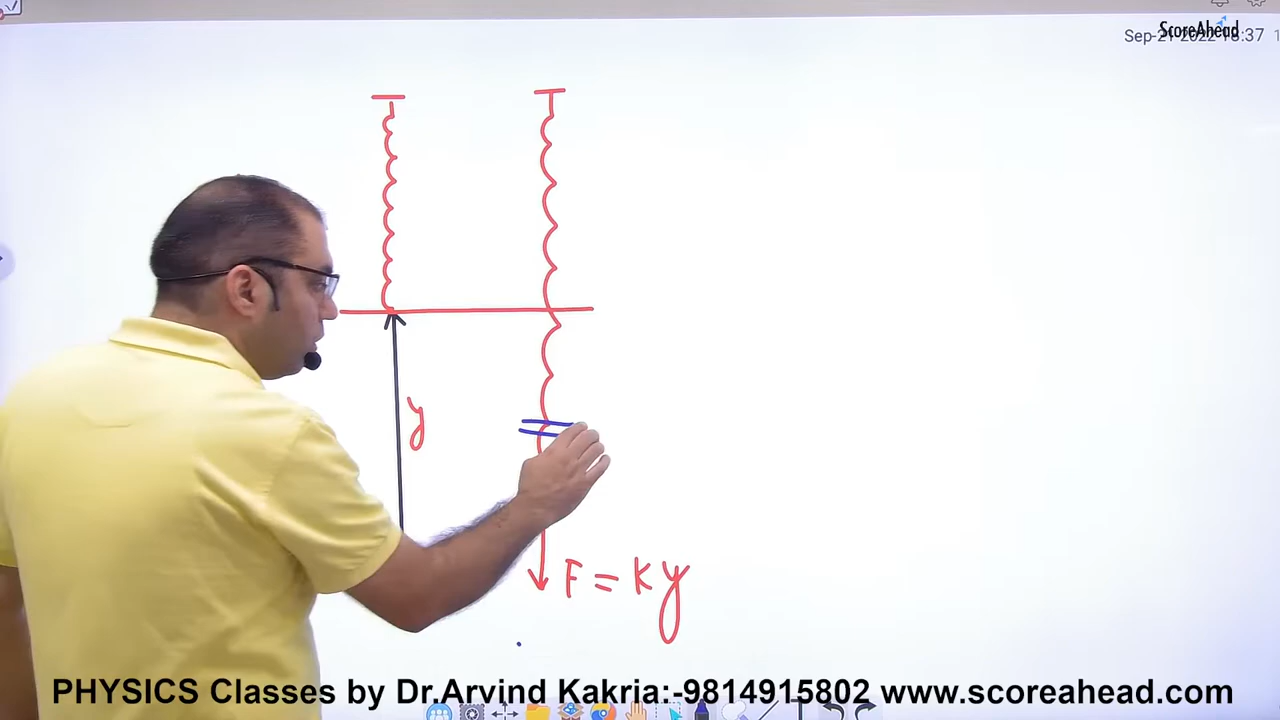 ScoreAhead
y
F = Ky
PHYSICS Classes by Dr.Arvind Kakria:-9814915802 www.scoreahead.com